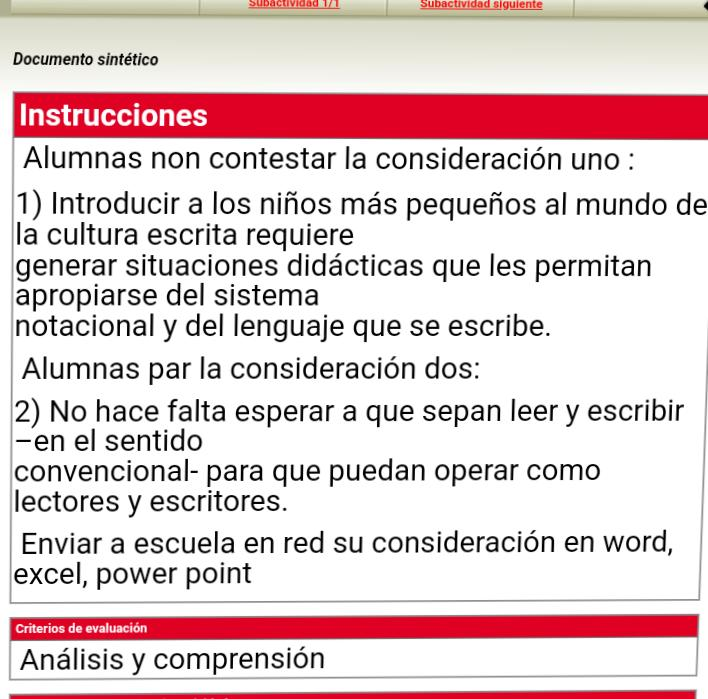 Subactividad 1/1
Subactividad siguiente
Documento sintético
Instrucciones
Alumnas non contestar la consideración uno :
1) Introducir a los niños más pequeños al mundo de
la cultura escrita requiere
generar situaciones didácticas que les permitan
apropiarse del sistema
notacional y del lenguaje que se escribe.
Alumnas par la consideración dos:
2) No hace falta esperar a que sepan leer y escribir
–en el sentido
convencional- para que puedan operar como
lectores y escritores.
Enviar a escuela en red su consideración en word,
excel, power point
Criterios de evaluación
Análisis y comprensión